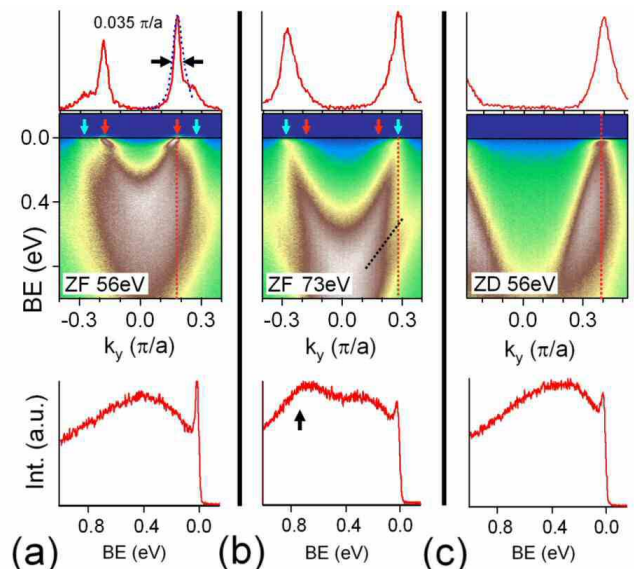 0.035 π/a
0.0
0.4
BE (eV)
ZF 56eV
ZF 73eV
ZD 56eV
-0.3 0.0 0.3
-0.3 0.0 0.3
0.0 0.3
k_y (π/a)
k_y (π/a)
k_y (π/a)
Int. (a.u.)
0.8 0.4 0.0
0.8 0.4 0.0
0.8 0.4 0.0
(a) BE (eV)
(b) BE (eV)
(c) BE (eV)